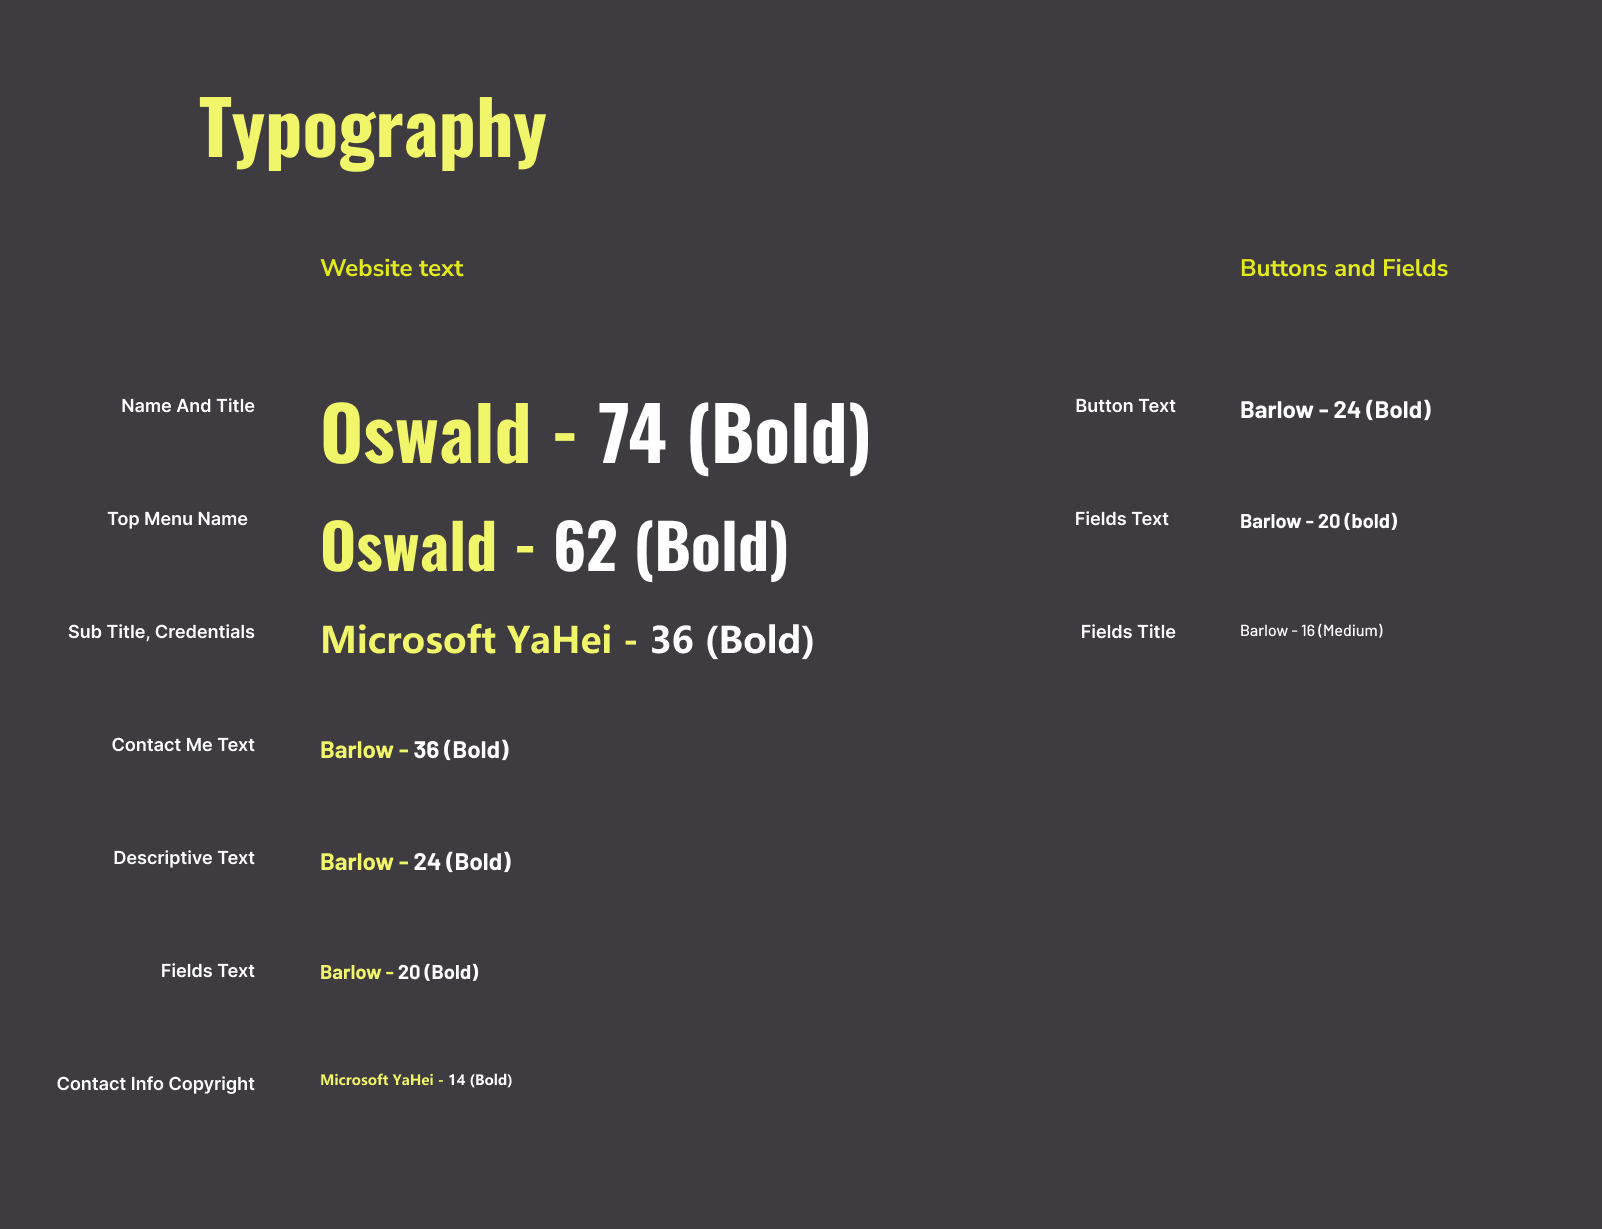 Typography
Website text
Buttons and Fields
Name And Title
Oswald - 74 (Bold)
Button Text
Barlow - 24 (Bold)
Top Menu Name
Oswald - 62 (Bold)
Fields Text
Barlow - 20 (bold)
Sub Title, Credentials
Microsoft YaHei - 36 (Bold)
Fields Title
Barlow - 16 (Medium)
Contact Me Text
Barlow - 36 (Bold)
Descriptive Text
Barlow - 24 (Bold)
Fields Text
Barlow - 20 (Bold)
Contact Info Copyright
Microsoft YaHei - 14 (Bold)